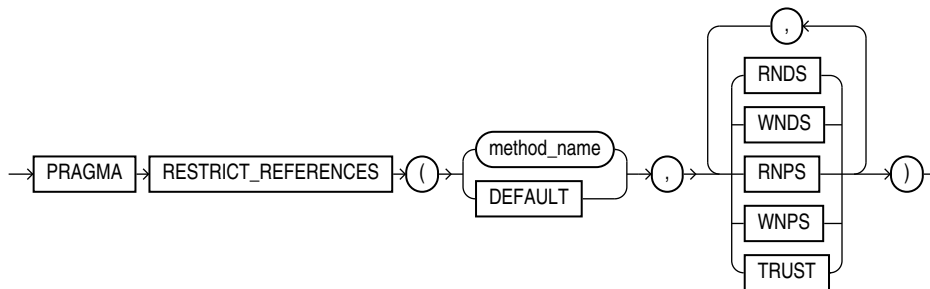 ,
RNDS
WNDS
method_name
PRAGMA RESTRICT_REFERENCES ( , RNPS )
DEFAULT
WNPS
TRUST